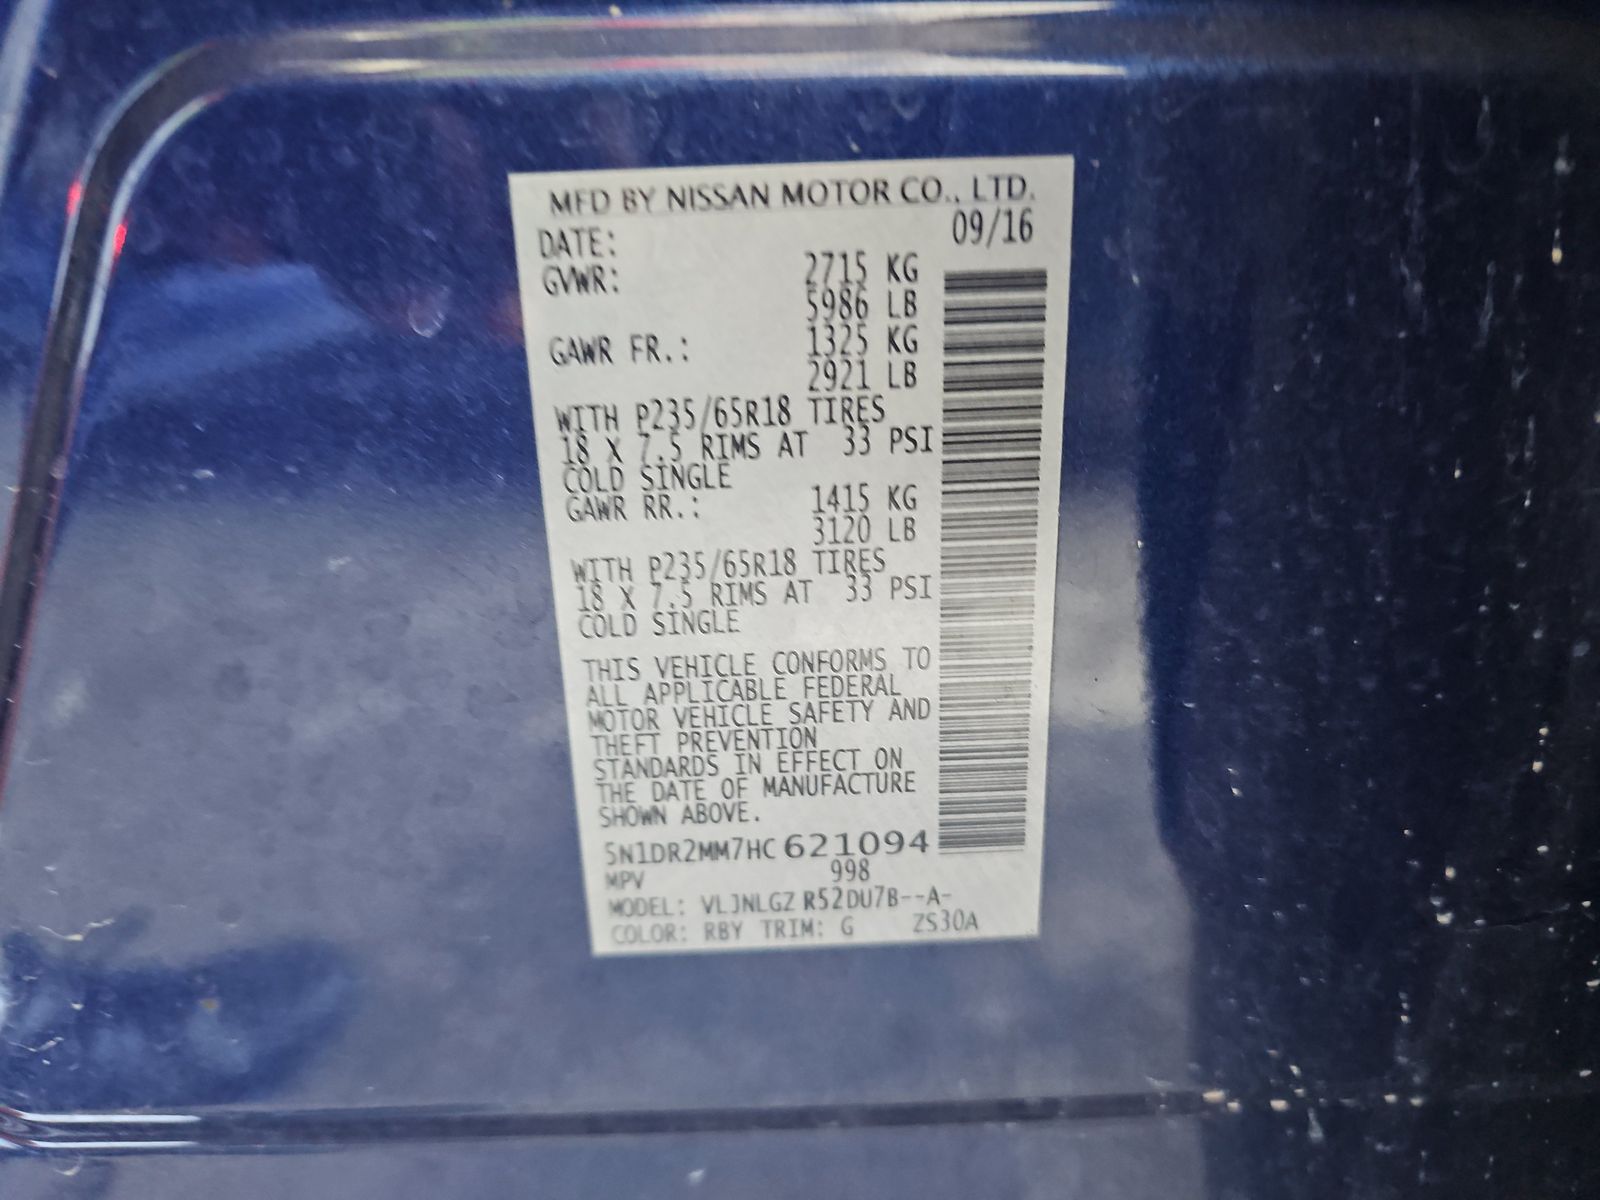 MFD BY NISSAN MOTOR CO., LTD.
DATE: 09/16
GVWR: 2715 KG
5986 LB
GAWR FR.: 1325 KG
2921 LB
WITH P235/65R18 TIRES
18 X 7.5 RIMS AT 33 PSI
COLD SINGLE
GAWR RR.: 1415 KG
3120 LB
WITH P235/65R18 TIRES
18 X 7.5 RIMS AT 33 PSI
COLD SINGLE
THIS VEHICLE CONFORMS TO
ALL APPLICABLE FEDERAL
MOTOR VEHICLE SAFETY AND
THEFT PREVENTION
STANDARDS IN EFFECT ON
THE DATE OF MANUFACTURE
SHOWN ABOVE.
5N1DR2MM7HC621094
MPV 998
MODEL: VLJNLGZ R52DU7B--A-
COLOR: RBY TRIM: G ZS30A